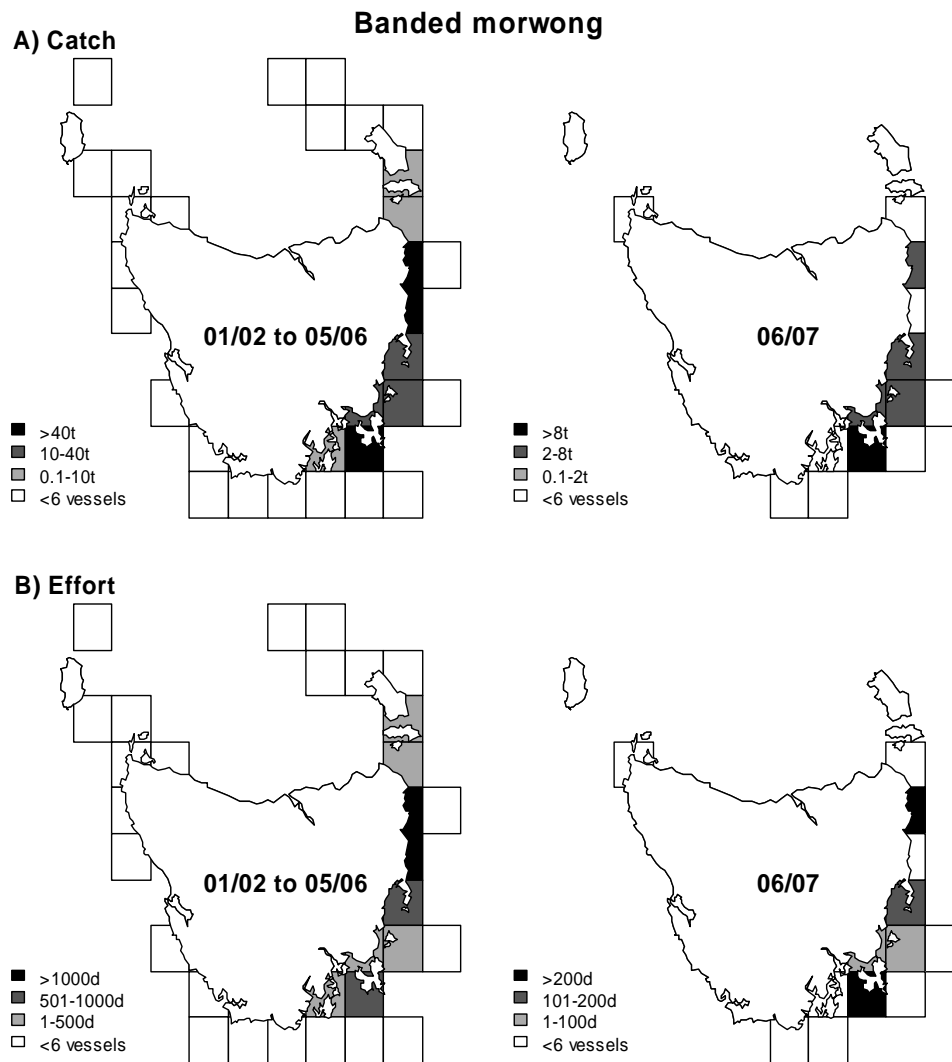 Banded morwong
A) Catch
01/02 to 05/06
>40t
10-40t
0.1-10t
<6 vessels
06/07
>8t
2-8t
0.1-2t
<6 vessels
B) Effort
01/02 to 05/06
>1000d
501-1000d
1-500d
<6 vessels
06/07
>200d
101-200d
1-100d
<6 vessels